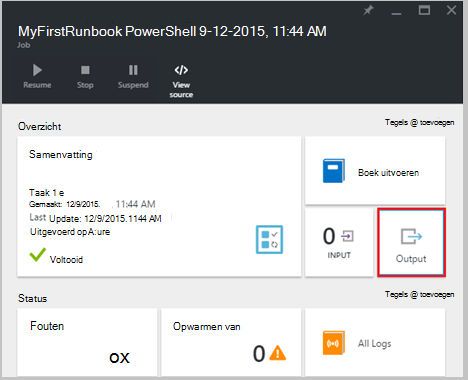 MyFirstRunbook PowerShell 9-12-2015, 11:44 AM
Job
Resume
Stop
Suspend
View source
Overzicht
Tegels @ toevoegen
Samenvatting
Taak 1 e
Gemaakt: 12/9/2015. 11:44 AM
Last Update: 12/9/2015.1144 AM
Uitgevoerd op A:ure
Voltooid
Boek uitvoeren
0
INPUT
Output
Status
Tegels @ toevoegen
Fouten
OX
Opwarmen van
0
All Logs